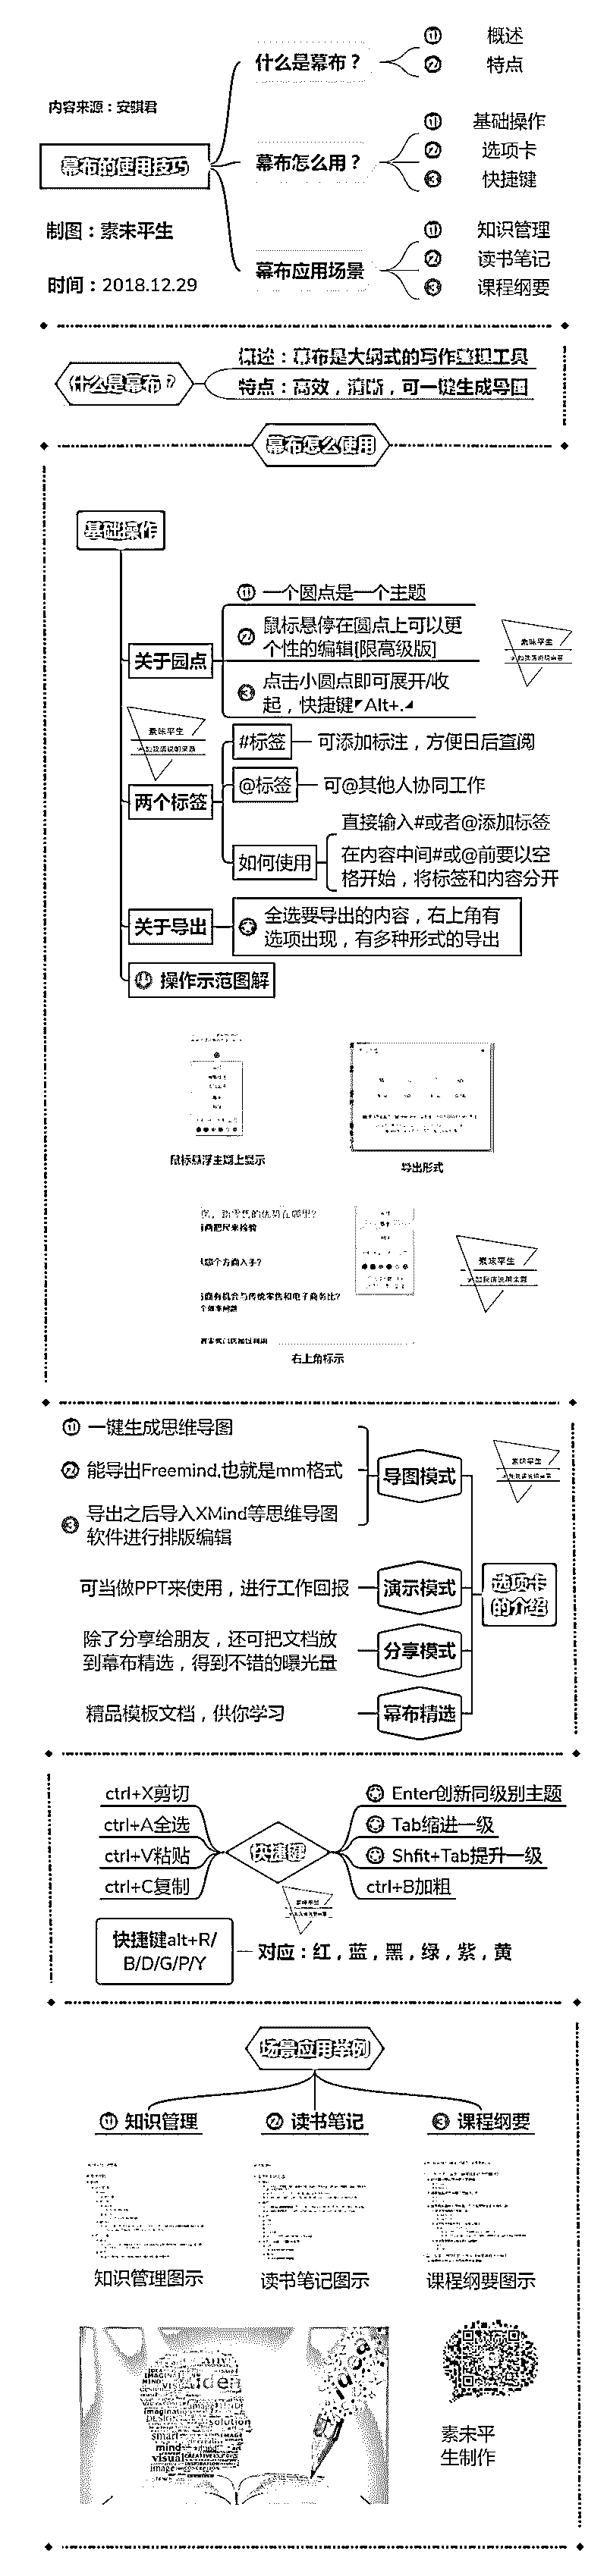 什么是幕布？
① 概述
② 特点
内容来源：安骐君
幕布的使用技巧
幕布怎么用？
① 基础操作
② 选项卡
③ 快捷键
制图：素未平生
时间：2018.12.29
幕布应用场景
① 知识管理
② 读书笔记
③ 课程纲要
什么是幕布？
概述：幕布是大纲式的写作整理工具
特点：高效，清晰，可一键生成导图
幕布怎么使用
基础操作
关于园点
① 一个圆点是一个主题
② 鼠标悬停在圆点上可以更
个性的编辑[限高级版]
③ 点击小圆点即可展开/收
起，快捷键◤Alt+.◢
素味平生
素味平生
两个标签
#标签
可添加标注，方便日后查阅
@标签
可@其他人协同工作
如何使用
直接输入#或者@添加标签
在内容中间#或@前要以空
格开始，将标签和内容分开
关于导出
全选要导出的内容，右上角有
选项出现，有多种形式的导出
操作示范图解
鼠标悬浮主题上显示
导出形式
右上角标示
素味平生
① 一键生成思维导图
② 能导出Freemind,也就是mm格式
③ 导出之后导入XMind等思维导图
软件进行排版编辑
导图模式
素味平生
可当做PPT来使用，进行工作回报
演示模式
选项卡
的介绍
除了分享给朋友，还可把文档放
到幕布精选，得到不错的曝光量
分享模式
精品模板文档，供你学习
幕布精选
快捷键
ctrl+X剪切
ctrl+A全选
ctrl+V粘贴
ctrl+C复制
Enter创新同级别主题
Tab缩进一级
Shfit+Tab提升一级
ctrl+B加粗
快捷键alt+R/
B/D/G/P/Y
对应：红，蓝，黑，绿，紫，黄
场景应用举例
① 知识管理
② 读书笔记
③ 课程纲要
知识管理图示
读书笔记图示
课程纲要图示
素未平
生制作